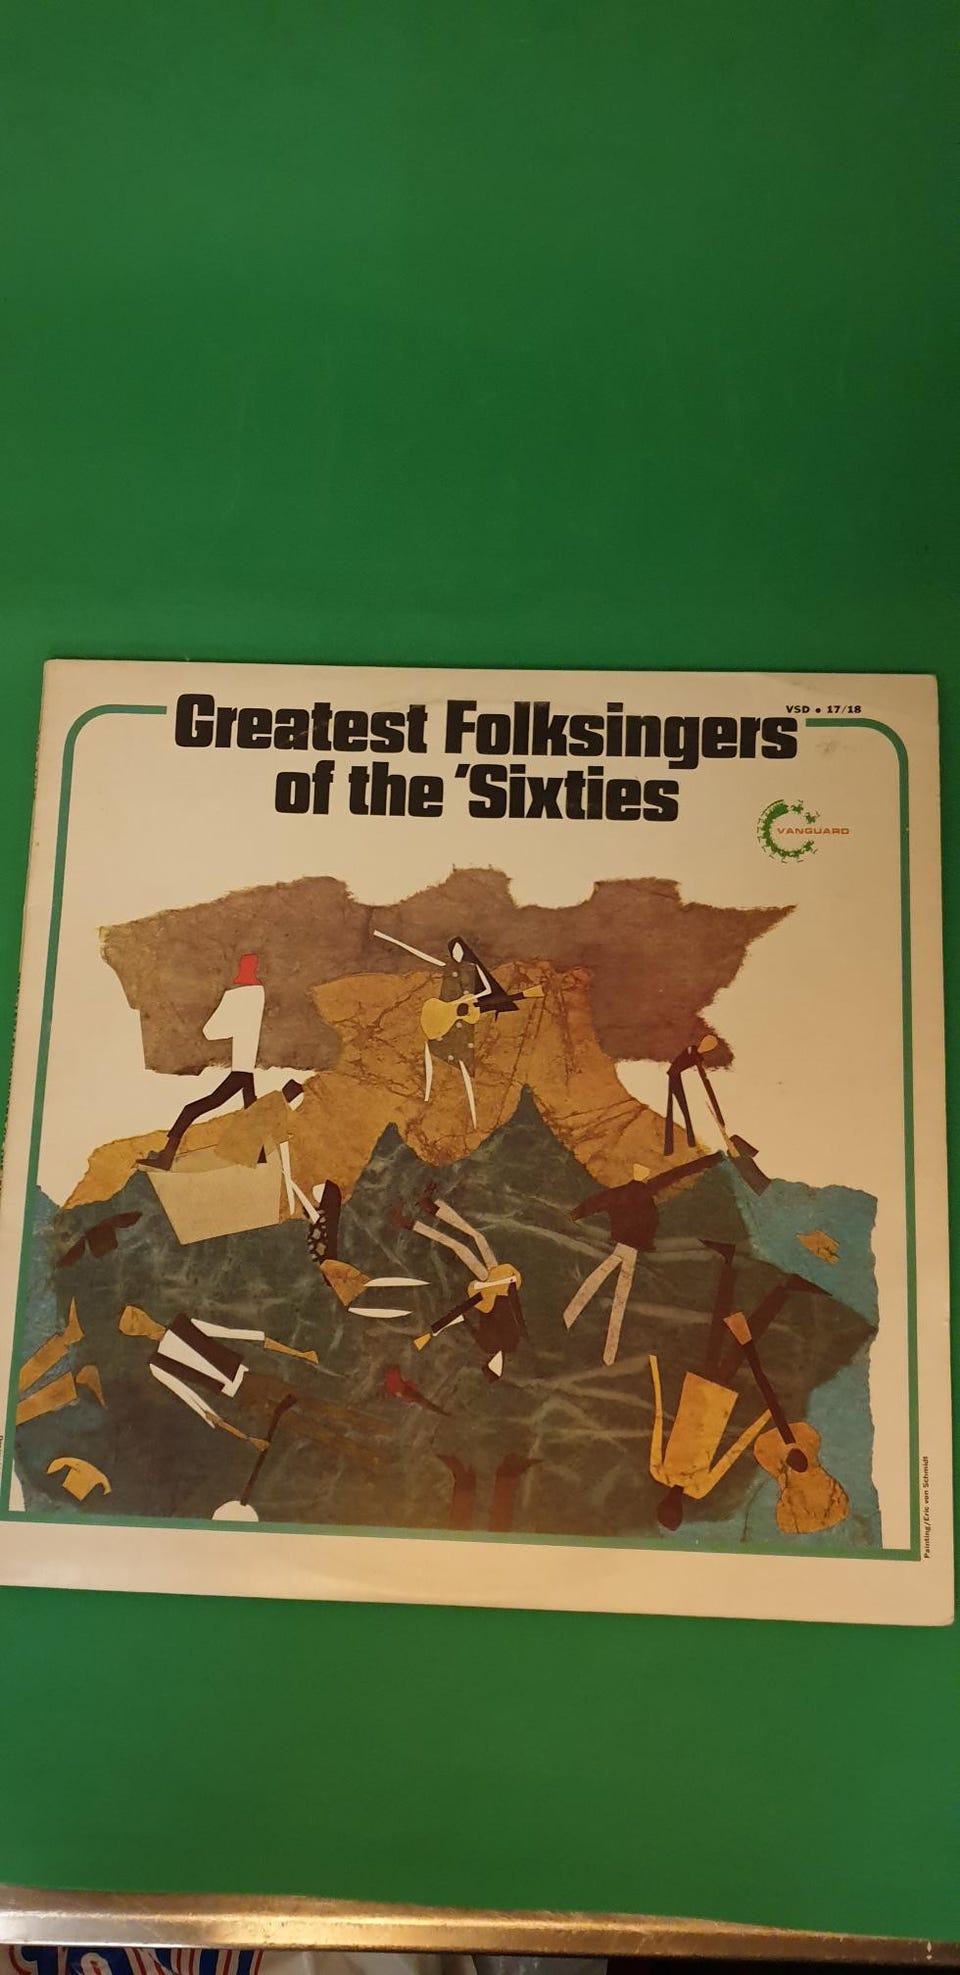 Greatest Folksingers
of the 'Sixties
VSD • 17/18
VANGUARD
Painting/Eric von Schmidt